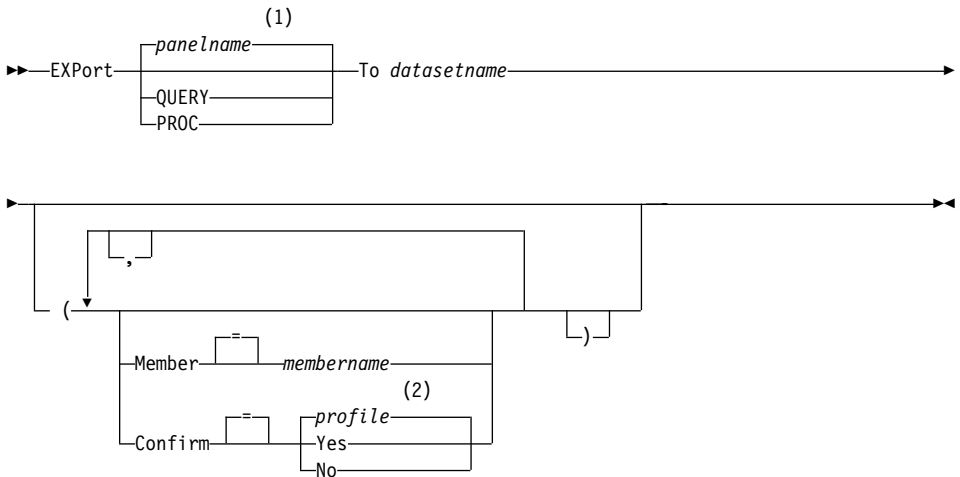 (1)
panelname
EXPort To datasetname
QUERY
PROC
,
( )
=
Member membername
(2)
= profile
Confirm Yes
No